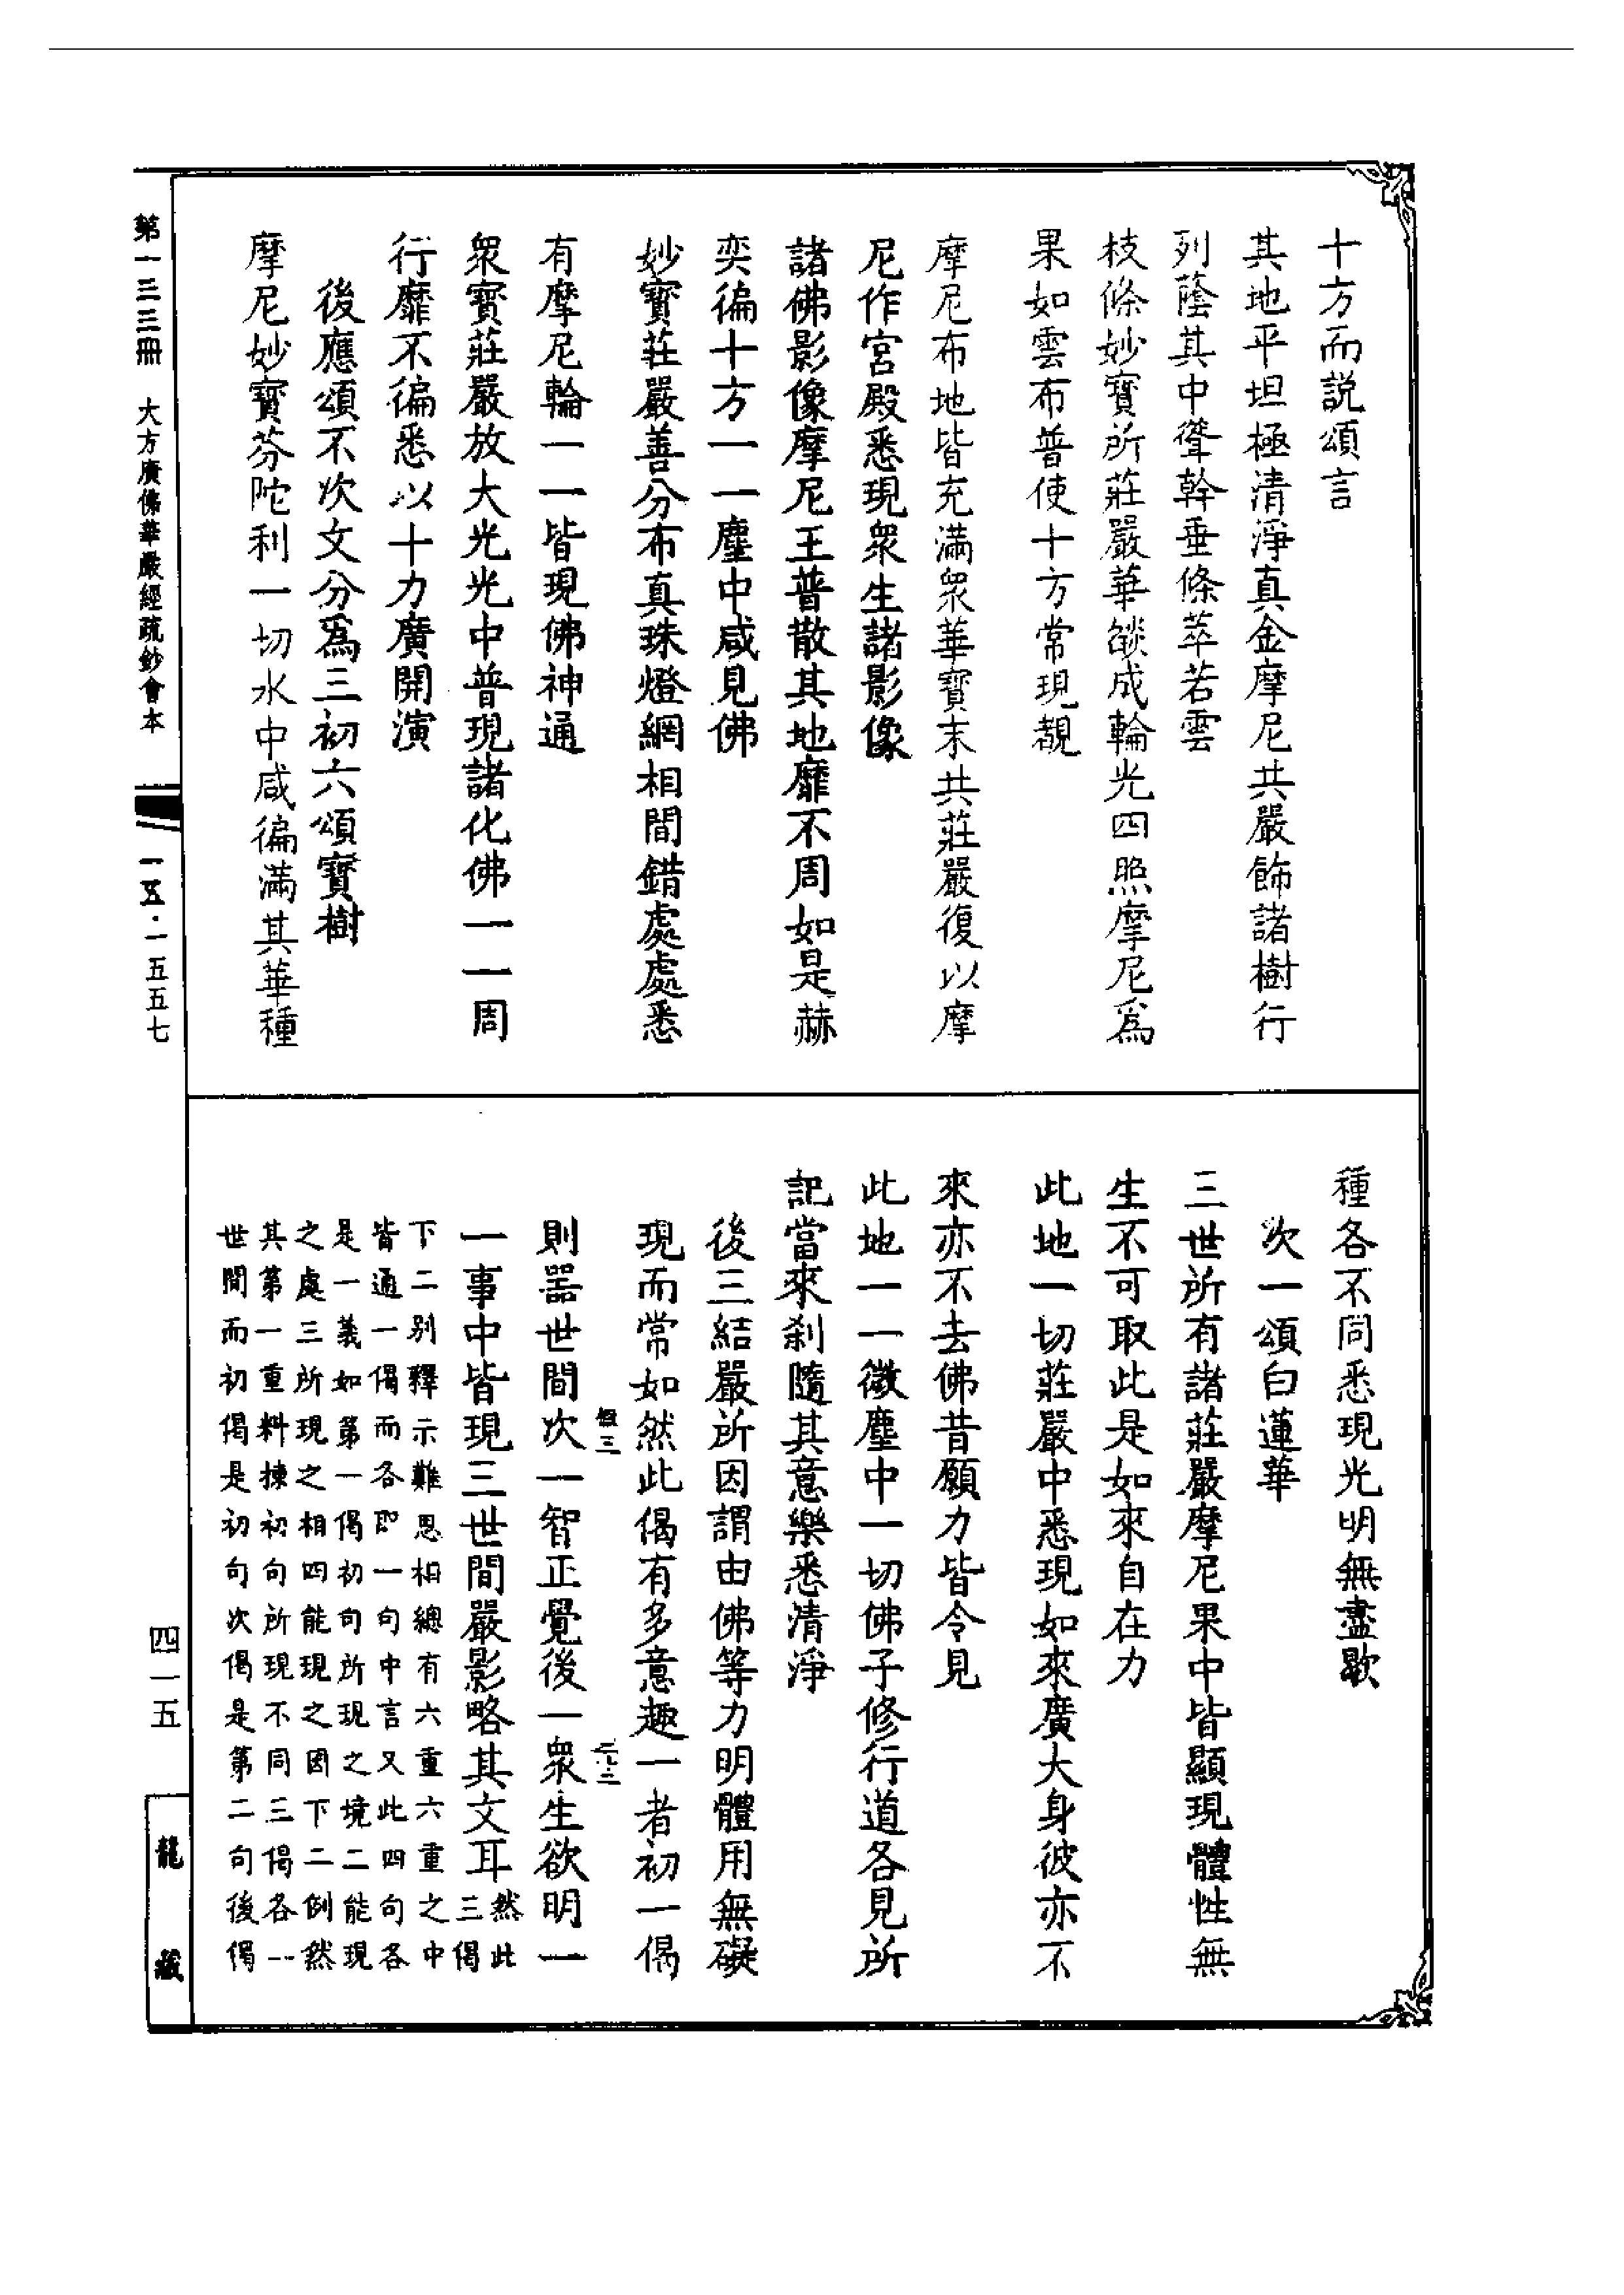 十方而説頌言
其地平坦極清淨真金摩尼共嚴飾諸樹行
列蔭其中聳幹垂條萃若雲
枝條妙寳所莊嚴華燄成輪光四照摩尼爲
果如雲布普使十方常現覩
摩尼布地皆充滿衆華寳末共莊嚴復以摩
尼作宮殿悉現衆生諸影像
諸佛影像摩尼王普散其地靡不周如是赫
奕徧十方一一塵中咸見佛
妙寳莊嚴善分布真珠燈網相間錯處處悉
有摩尼輪一一皆現佛神通
衆寳莊嚴放大光光中普現諸化佛一一周
行靡不徧悉以十力廣開演
後應頌不次文分爲三初六頌寳樹
摩尼妙寳芬陀利一切水中咸徧滿其華種
種各不同悉現光明無盡歇
次一頌白蓮華
三世所有諸莊嚴摩尼果中皆顯現體性無
生不可取此是如來自在力
此地一切莊嚴中悉現如來廣大身彼亦不
來亦不去佛昔願力皆令見
此地一一微塵中一切佛子修行道各見所
記當來刹隨其意樂悉清淨
後三結嚴所因謂由佛等力明體用無礙
現而常如然此偈有多意趣一者初一偈
則器世間次一智正覺後一衆生欲明一
一事中皆現三世間嚴影略其文耳
然此
三偈
下二别釋示難思相總有六重六重之中
皆通一偈而各即一句中言又此四句各
是一義如第一偈初句所現之境二能現
之處三所現之相四能現之因下二例然
其第一重料揀初句所現不同三偈各一
世間而初偈是初句次偈是第二句後偈
第一三三冊 大方廣佛華嚴經疏鈔會本
一五·一五五七
四一五
龍藏